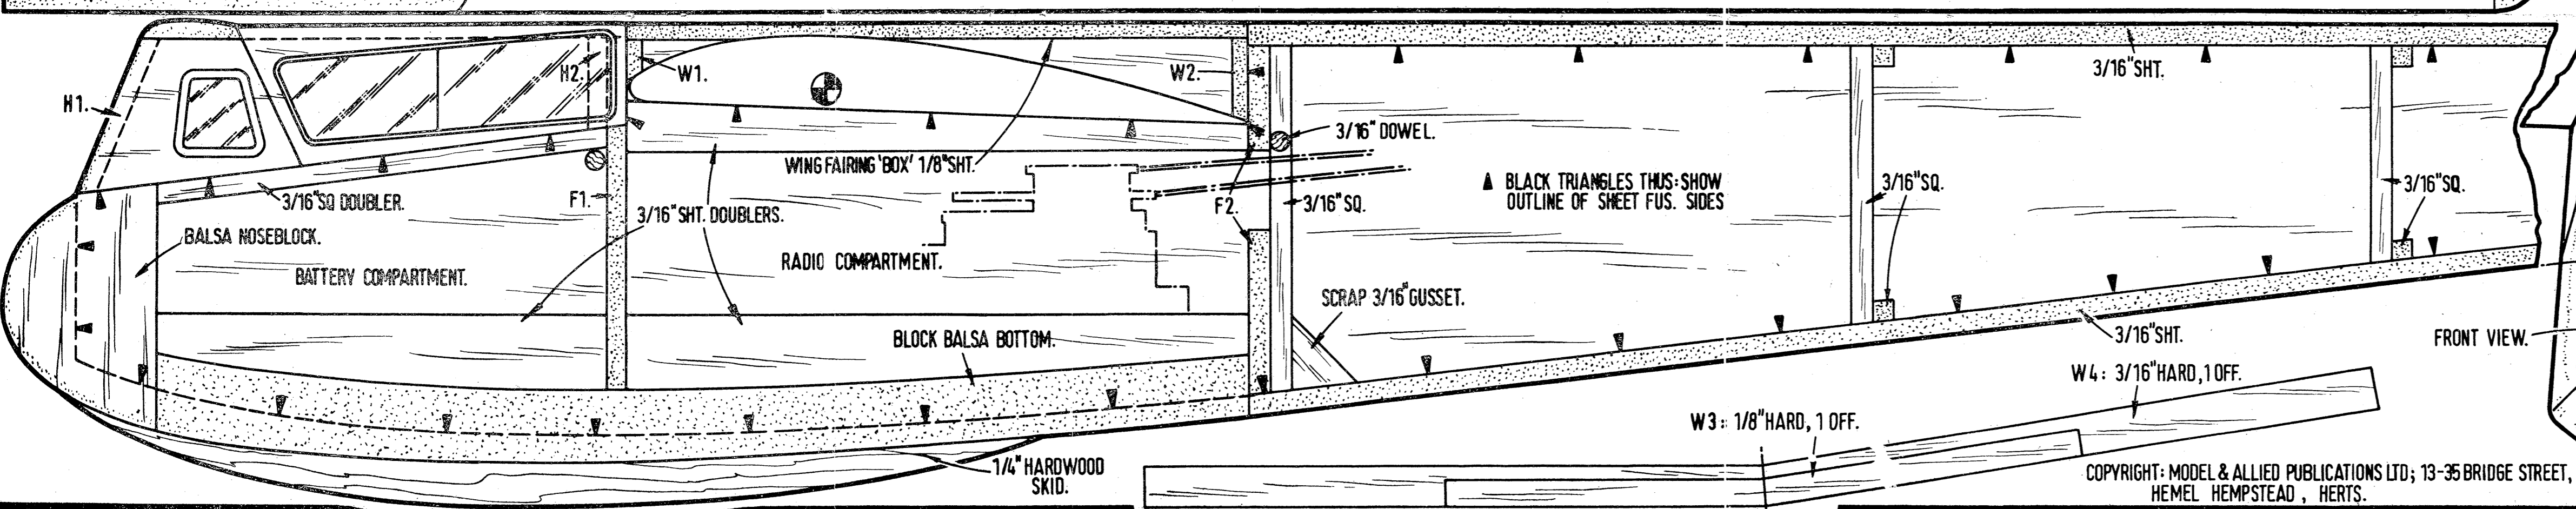 H1.
H2.
W1.
W2.
3/16"SHT.
3/16" DOWEL.
WING FAIRING 'BOX' 1/8"SHT.
3/16"SQ DOUBLER.
F1.
3/16"SHT. DOUBLERS.
F2.
3/16"SQ.
▲ BLACK TRIANGLES THUS: SHOW
OUTLINE OF SHEET FUS. SIDES
3/16"SQ.
3/16"SQ.
BALSA NOSEBLOCK.
BATTERY COMPARTMENT.
RADIO COMPARTMENT.
SCRAP 3/16"GUSSET.
BLOCK BALSA BOTTOM.
3/16"SHT.
FRONT VIEW.
W4: 3/16"HARD, 1 OFF.
W3: 1/8"HARD, 1 OFF.
1/4" HARDWOOD
SKID.
COPYRIGHT: MODEL & ALLIED PUBLICATIONS LTD; 13-35 BRIDGE STREET,
HEMEL HEMPSTEAD, HERTS.